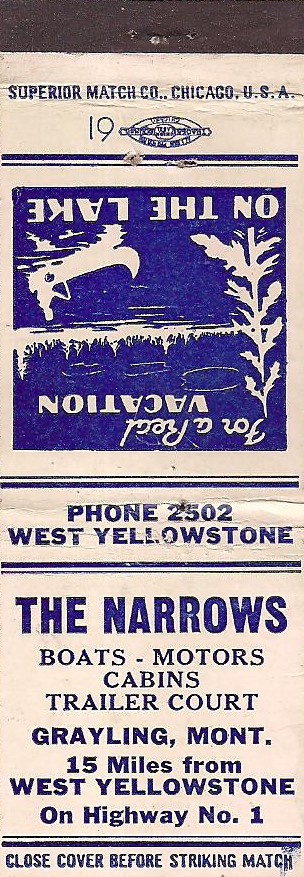 SUPERIOR MATCH CO., CHICAGO, U.S.A.
19
For a Real
VACATION
ON THE LAKE
PHONE 2502
WEST YELLOWSTONE
THE NARROWS
BOATS - MOTORS
CABINS
TRAILER COURT
GRAYLING, MONT.
15 Miles from
WEST YELLOWSTONE
On Highway No. 1
CLOSE COVER BEFORE STRIKING MATCH